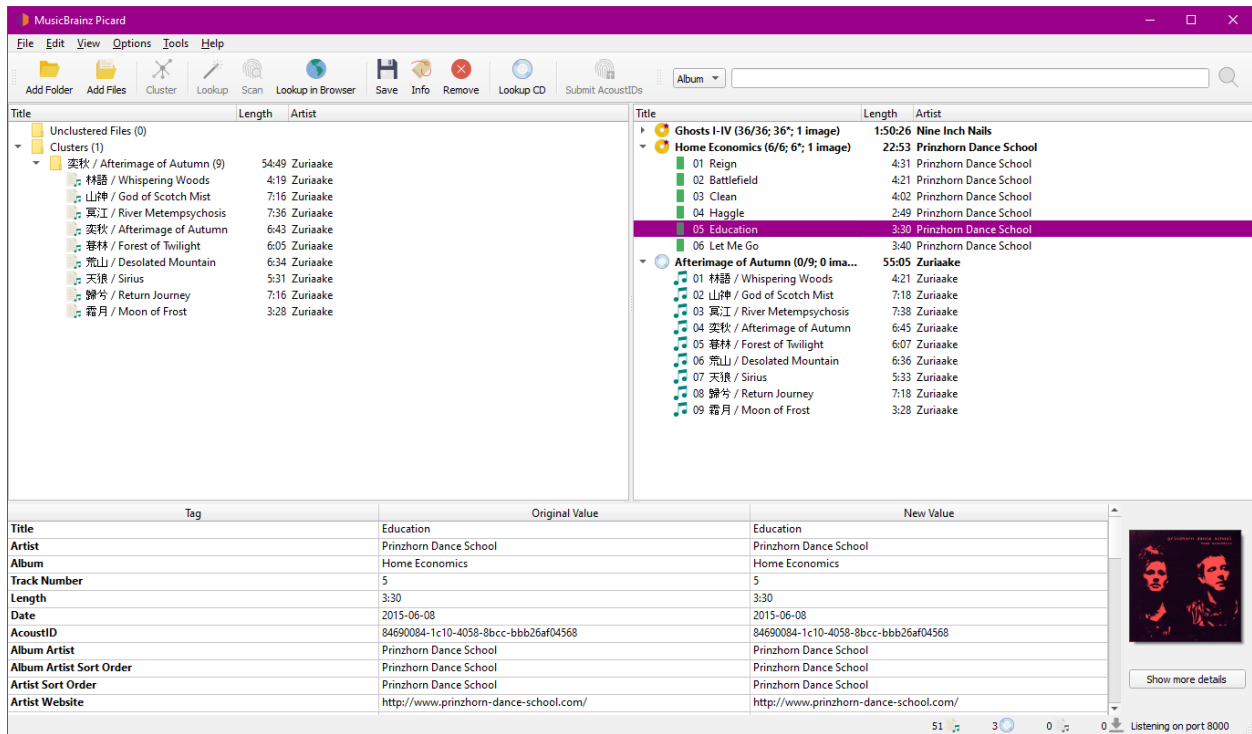 MusicBrainz Picard
File Edit View Options Tools Help
Add Folder Add Files Cluster Lookup Scan Lookup in Browser Save Info Remove Lookup CD Submit AcoustIDs Album
Title Length Artist
Unclustered Files (0)
Clusters (1)
奕秋 / Afterimage of Autumn (9) 54:49 Zuriaake
林語 / Whispering Woods 4:19 Zuriaake
山神 / God of Scotch Mist 7:16 Zuriaake
冥江 / River Metempsychosis 7:36 Zuriaake
奕秋 / Afterimage of Autumn 6:43 Zuriaake
暮林 / Forest of Twilight 6:05 Zuriaake
荒山 / Desolated Mountain 6:34 Zuriaake
天狼 / Sirius 5:31 Zuriaake
歸兮 / Return Journey 7:16 Zuriaake
霜月 / Moon of Frost 3:28 Zuriaake
Title Length Artist
Ghosts I-IV (36/36; 36*; 1 image) 1:50:26 Nine Inch Nails
Home Economics (6/6; 6*; 1 image) 22:53 Prinzhorn Dance School
01 Reign 4:31 Prinzhorn Dance School
02 Battlefield 4:21 Prinzhorn Dance School
03 Clean 4:02 Prinzhorn Dance School
04 Haggle 2:49 Prinzhorn Dance School
05 Education 3:30 Prinzhorn Dance School
06 Let Me Go 3:40 Prinzhorn Dance School
Afterimage of Autumn (0/9; 0 ima... 55:05 Zuriaake
01 林語 / Whispering Woods 4:21 Zuriaake
02 山神 / God of Scotch Mist 7:18 Zuriaake
03 冥江 / River Metempsychosis 7:38 Zuriaake
04 奕秋 / Afterimage of Autumn 6:45 Zuriaake
05 暮林 / Forest of Twilight 6:07 Zuriaake
06 荒山 / Desolated Mountain 6:36 Zuriaake
07 天狼 / Sirius 5:33 Zuriaake
08 歸兮 / Return Journey 7:18 Zuriaake
09 霜月 / Moon of Frost 3:28 Zuriaake
Tag Original Value New Value
Title Education Education
Artist Prinzhorn Dance School Prinzhorn Dance School
Album Home Economics Home Economics
Track Number 5 5
Length 3:30 3:30
Date 2015-06-08 2015-06-08
AcoustID 84690084-1c10-4058-8bcc-bbb26af04568 84690084-1c10-4058-8bcc-bbb26af04568
Album Artist Prinzhorn Dance School Prinzhorn Dance School
Album Artist Sort Order Prinzhorn Dance School Prinzhorn Dance School
Artist Sort Order Prinzhorn Dance School Prinzhorn Dance School
Artist Website http://www.prinzhorn-dance-school.com/ http://www.prinzhorn-dance-school.com/
prinzhorn dance school
home economics
Show more details
51 3 0 0 Listening on port 8000